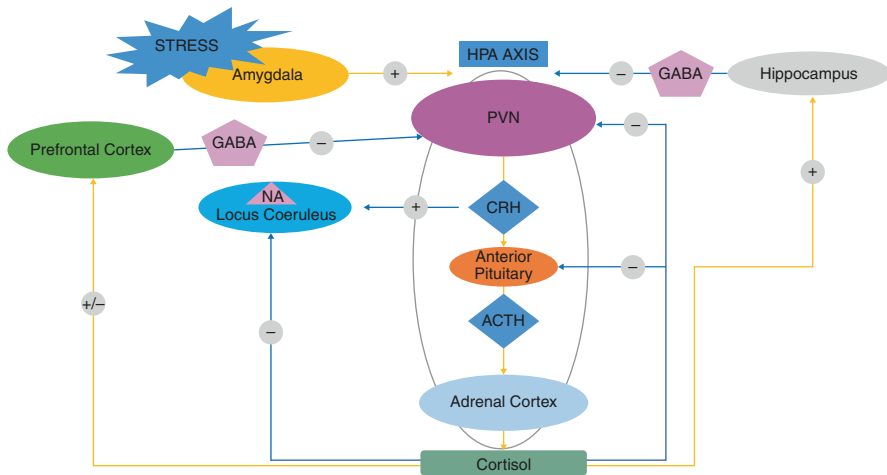 STRESS
Amygdala
+
HPA AXIS
–
GABA
Hippocampus
PVN
–
Prefrontal Cortex
GABA
–
NA
Locus Coeruleus
+
CRH
+
Anterior
Pituitary
–
+/–
–
ACTH
Adrenal Cortex
Cortisol